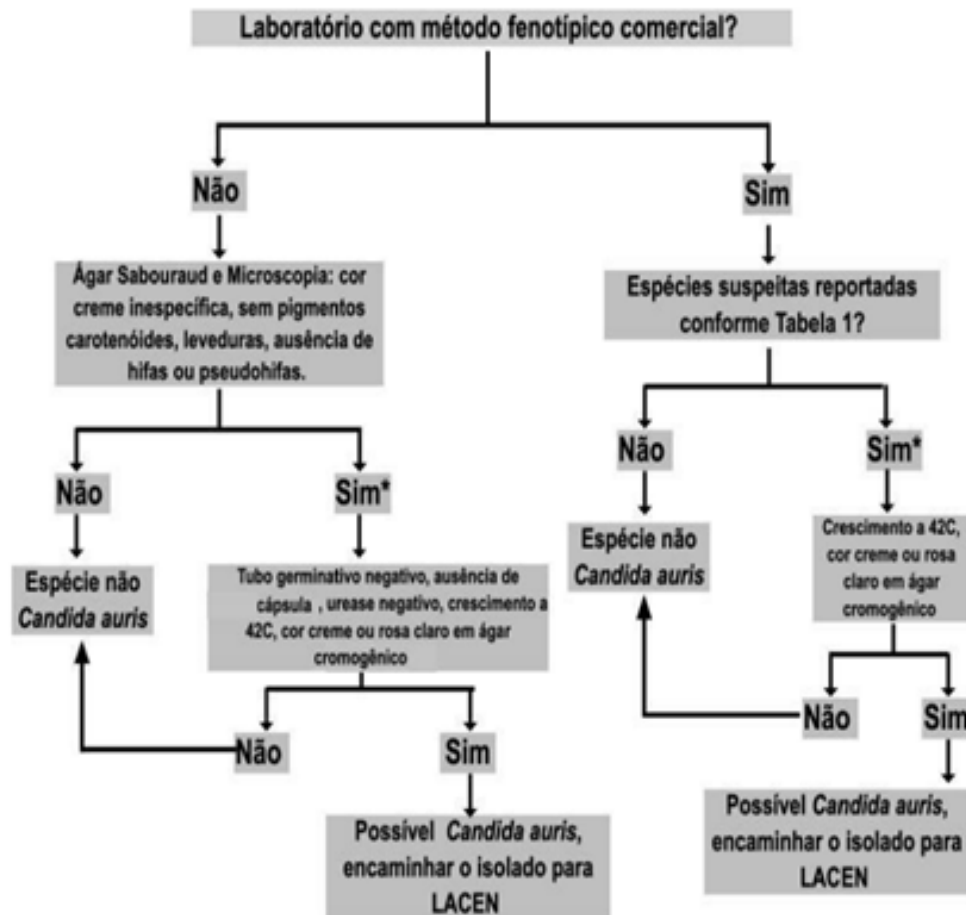 Laboratório com método fenotípico comercial?
Não
Sim
Ágar Sabouraud e Microscopia: cor
creme inespecífica, sem pigmentos
carotenóides, leveduras, ausência de
hifas ou pseudohifas.
Espécies suspeitas reportadas
conforme Tabela 1?
Não
Sim*
Não
Sim*
Espécie não
Candida auris
Tubo germinativo negativo, ausência de
cápsula , urease negativo, crescimento a
42C, cor creme ou rosa claro em ágar
cromogênico
Espécie não
Candida auris
Crescimento a 42C,
cor creme ou rosa
claro em ágar
cromogênico
Não
Sim
Não
Sim
Possível Candida auris,
encaminhar o isolado para
LACEN
Possível Candida auris,
encaminhar o isolado para
LACEN